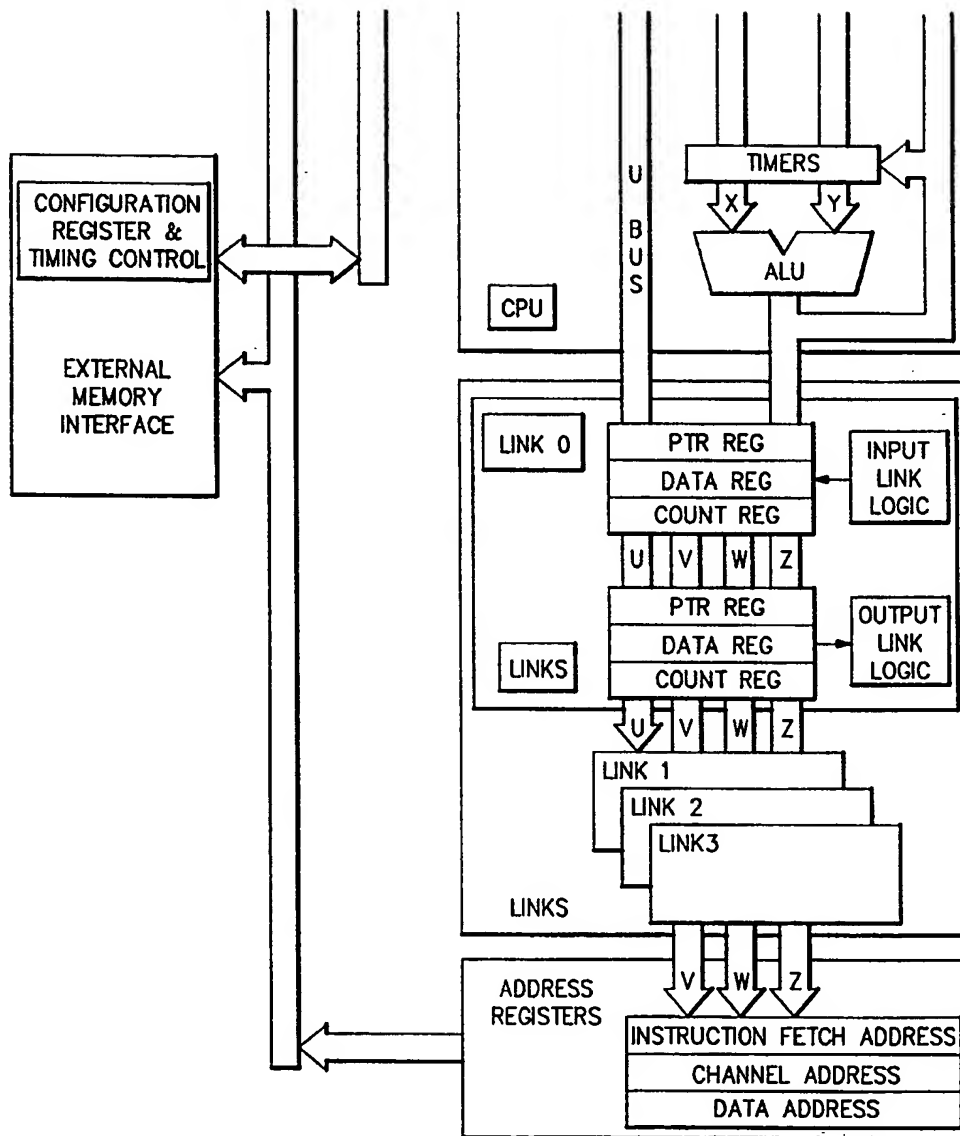 CONFIGURATION
REGISTER &
TIMING CONTROL
EXTERNAL
MEMORY
INTERFACE
U
BUS
TIMERS
X
Y
ALU
CPU
LINK 0
PTR REG
DATA REG
COUNT REG
INPUT
LINK
LOGIC
U
V
W
Z
PTR REG
DATA REG
COUNT REG
OUTPUT
LINK
LOGIC
LINKS
U
V
W
Z
LINK 1
LINK 2
LINK3
LINKS
V
W
Z
ADDRESS
REGISTERS
INSTRUCTION FETCH ADDRESS
CHANNEL ADDRESS
DATA ADDRESS